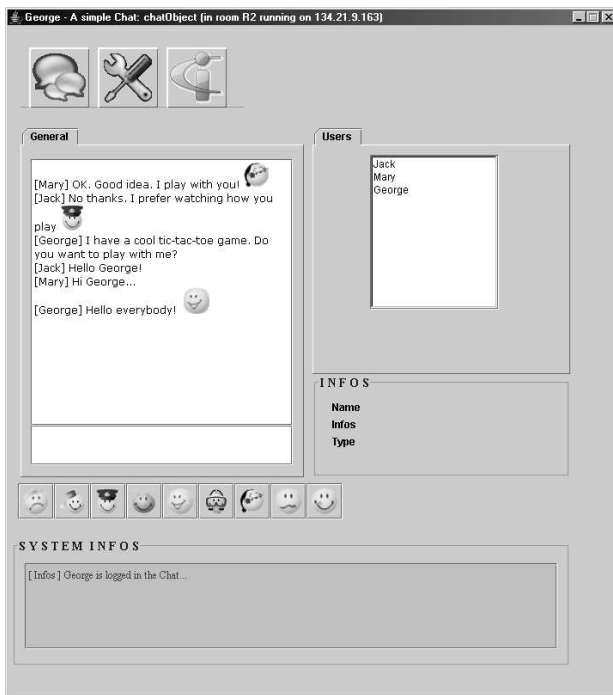 George - A simple Chat: chatObject (in room R2 running on 134.21.9.163)
General
[Mary] OK. Good idea. I play with you!
[Jack] No thanks. I prefer watching how you
play
[George] I have a cool tic-tac-toe game. Do
you want to play with me?
[Jack] Hello George!
[Mary] Hi George...
[George] Hello everybody!
Users
Jack
Mary
George
INFOS
Name
Infos
Type
SYSTEM INFOS
[ Infos ] George is logged in the Chat...